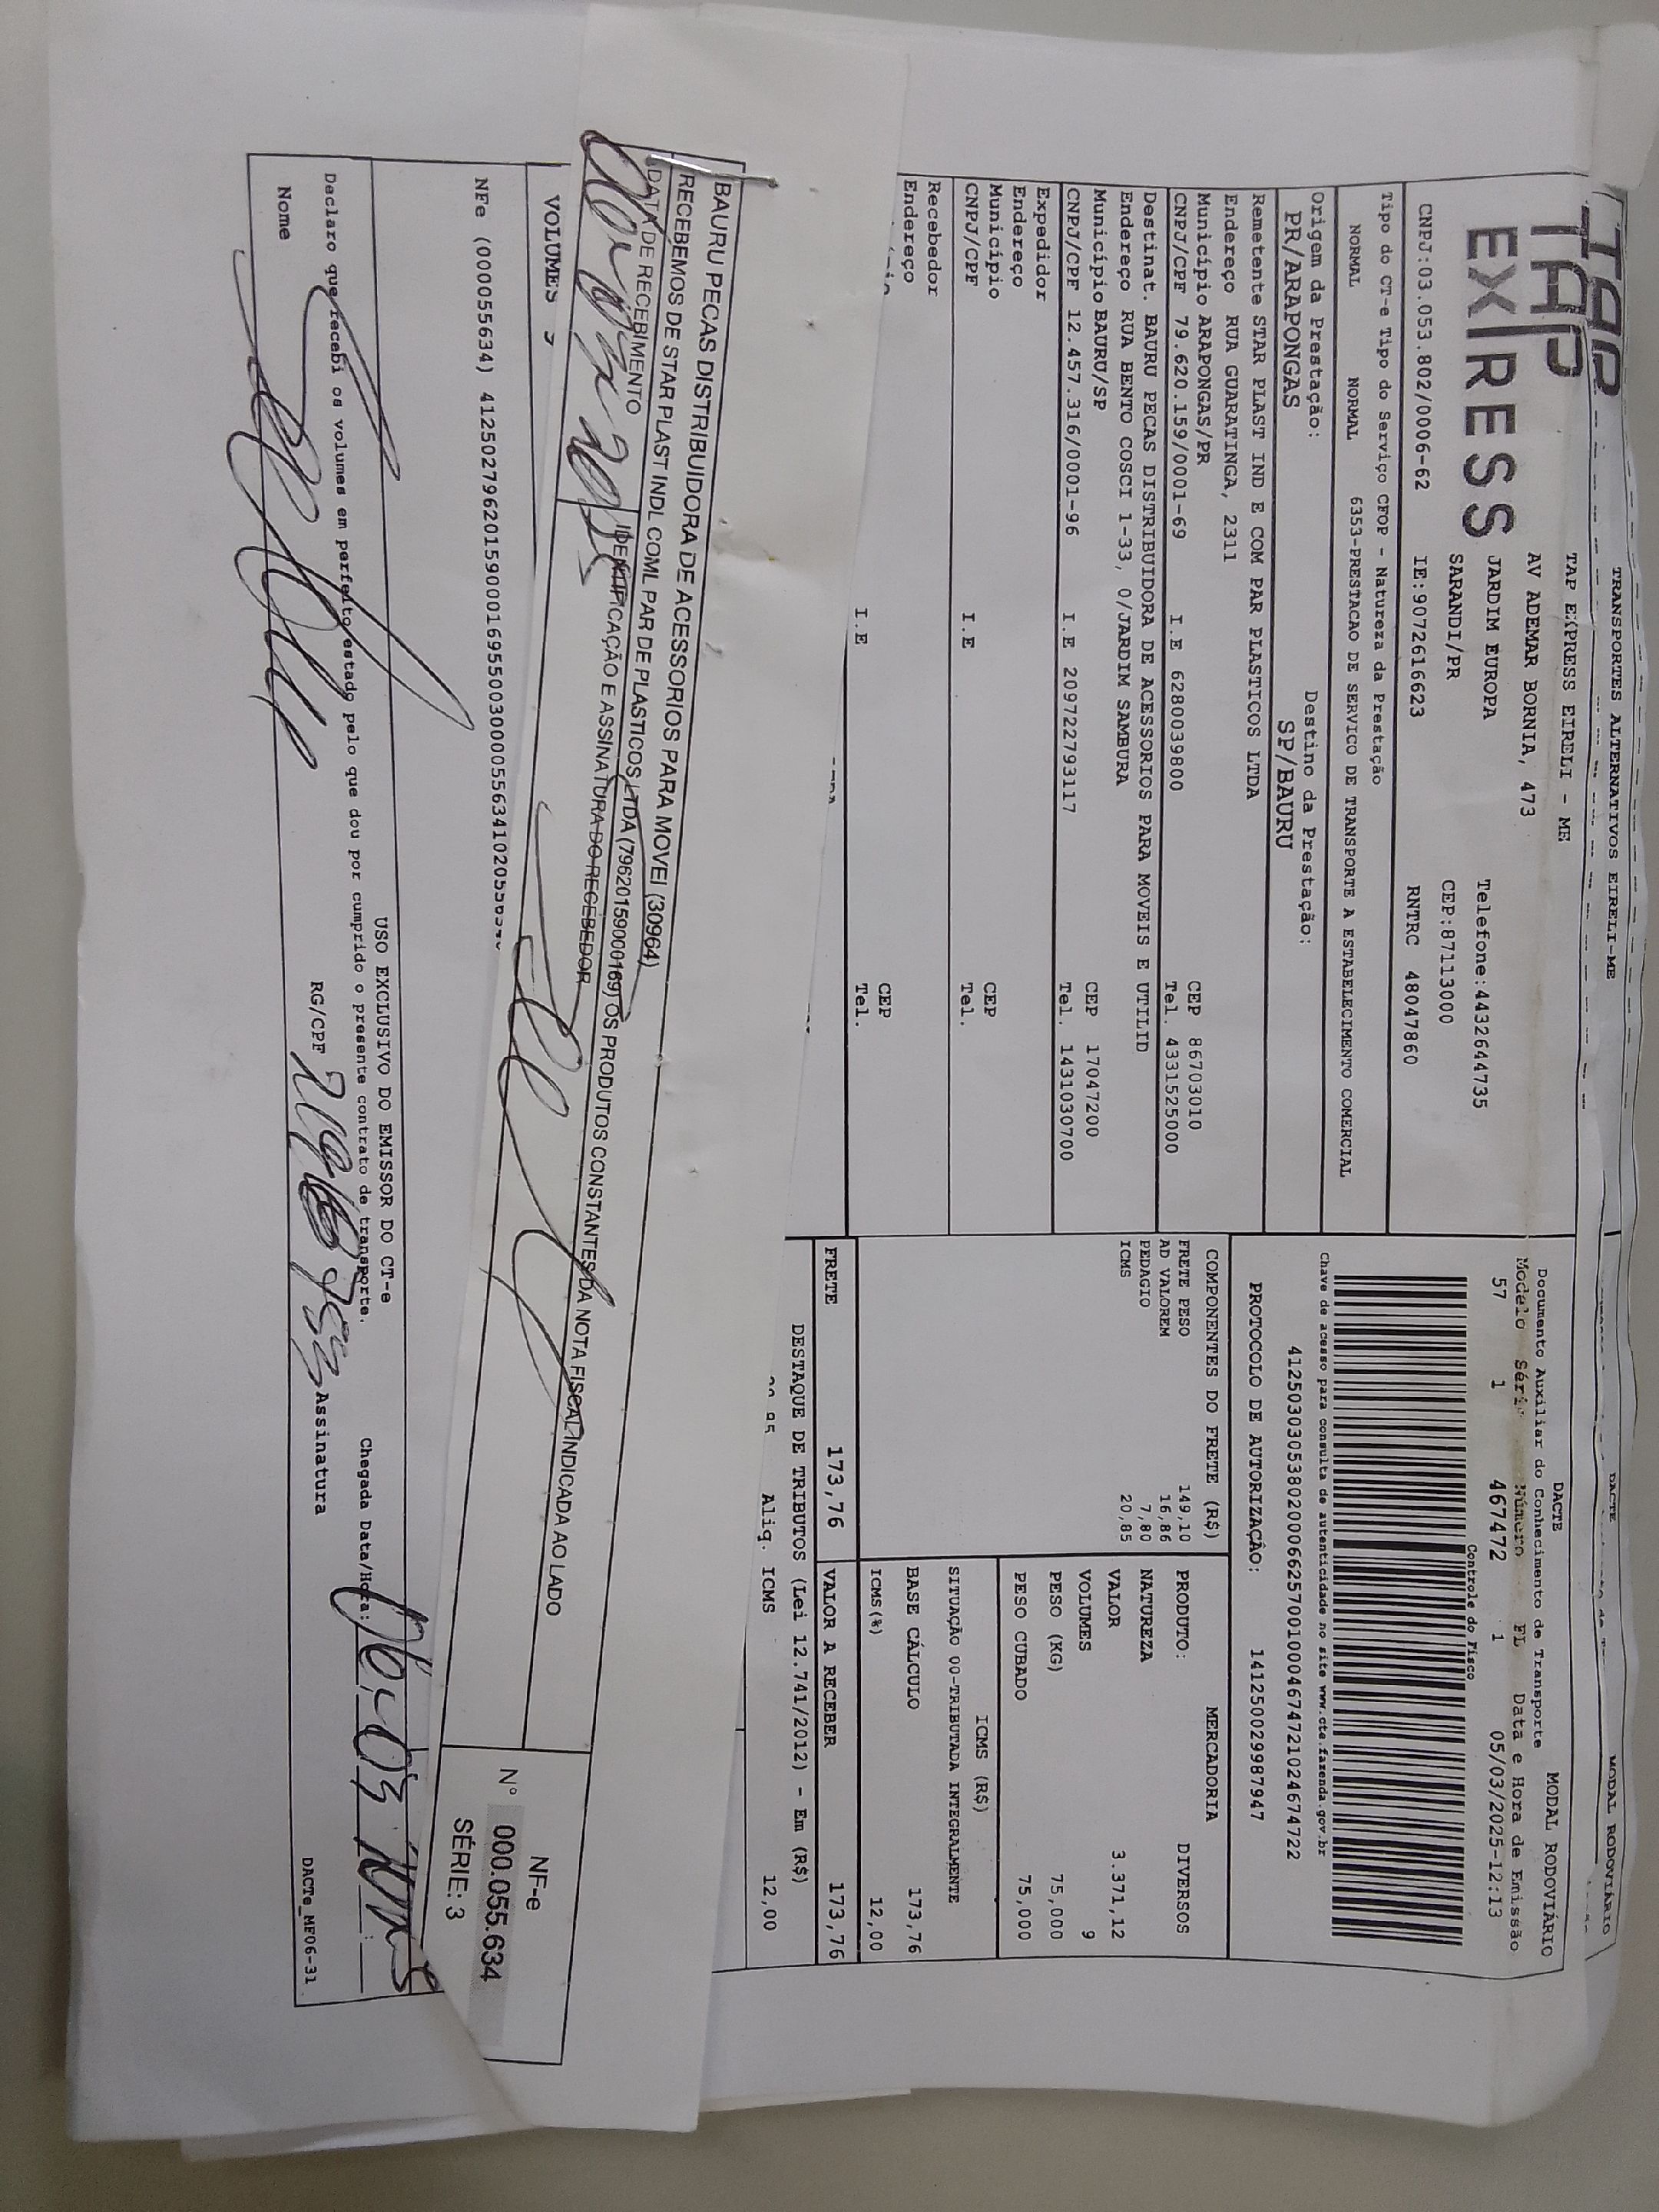 TRANSPORTES ALTERNATIVOS EIRELI-ME
DACTE
MODAL RODOVIÁRIO
TAP
TAP
EXPRESS
TAP EXPRESS EIRELI - ME
AV ADEMAR BORNIA, 473
JARDIM EUROPA
Telefone:4432644735
SARANDI/PR
CEP:87113000
CNPJ:03.053.802/0006-62
IE:9072616623
RNTRC 48047860
DACTE
MODAL RODOVIÁRIO
Documento Auxiliar do Conhecimento de Transporte
Modelo Série Número FL Data e Hora de Emissão
57 1 467472 1 05/03/2025-12:13
Controle do Fisco
Tipo do CT-e Tipo do Serviço CFOP - Natureza da Prestação
NORMAL NORMAL 6353-PRESTACAO DE SERVICO DE TRANSPORTE A ESTABELECIMENTO COMERCIAL
Chave de acesso para consulta de autenticidade no site www.cte.fazenda.gov.br
41250303053802000662570010004674721024674722
Origem da Prestação:
Destino da Prestação:
PR/ARAPONGAS
SP/BAURU
PROTOCOLO DE AUTORIZAÇÃO: 141250029987947
Remetente STAR PLAST IND E COM PAR PLASTICOS LTDA
Endereço RUA GUARATINGA, 2311
Município ARAPONGAS/PR
CEP 86703010
CNPJ/CPF 79.620.159/0001-69
I.E 6280039800
Tel. 4331525000
Destinat. BAURU PECAS DISTRIBUIDORA DE ACESSORIOS PARA MOVEIS E UTILID
Endereço RUA BENTO COSCI 1-33, 0/JARDIM SAMBURA
Município BAURU/SP
CEP 17047200
CNPJ/CPF 12.457.316/0001-96
I.E 209722793117
Tel. 1431030700
Expedidor
Endereço
Município
CEP
CNPJ/CPF
I.E
Tel.
Recebedor
Endereço
CEP
I.E
Tel.
COMPONENTES DO FRETE (R$)
FRETE PESO 149,10
AD VALOREM 16,86
PEDAGIO 7,80
ICMS 20,85
MERCADORIA
PRODUTO: DIVERSOS
NATUREZA
VALOR 3.371,12
VOLUMES 9
PESO (KG) 75,000
PESO CUBADO 75,000
ICMS (R$)
SITUAÇÃO 00-TRIBUTADA INTEGRALMENTE
BASE CÁLCULO 173,76
ICMS(%) 12,00
FRETE 173,76
VALOR A RECEBER 173,76
DESTAQUE DE TRIBUTOS (Lei 12.741/2012) - Em (R$)
Aliq. ICMS 12,00
BAURU PECAS DISTRIBUIDORA DE ACESSORIOS PARA MOVEI (30964)
RECEBEMOS DE STAR PLAST INDL COML PAR DE PLASTICOS LTDA (79620159000169) OS PRODUTOS CONSTANTES DA NOTA FISCAL INDICADA AO LADO
DATA DE RECEBIMENTO
IDENTIFICAÇÃO E ASSINATURA DO RECEBEDOR
NF-e
N° 000.055.634
SÉRIE: 3
VOLUMES
NFe (000055634)
USO EXCLUSIVO DO EMISSOR DO CT-e
Declaro que recebi os volumes em perfeito estado pelo que dou por cumprido o presente contrato de transporte.
Chegada Data/Hora:
Nome
RG/CPF
Assinatura
DACTe_MF06-31